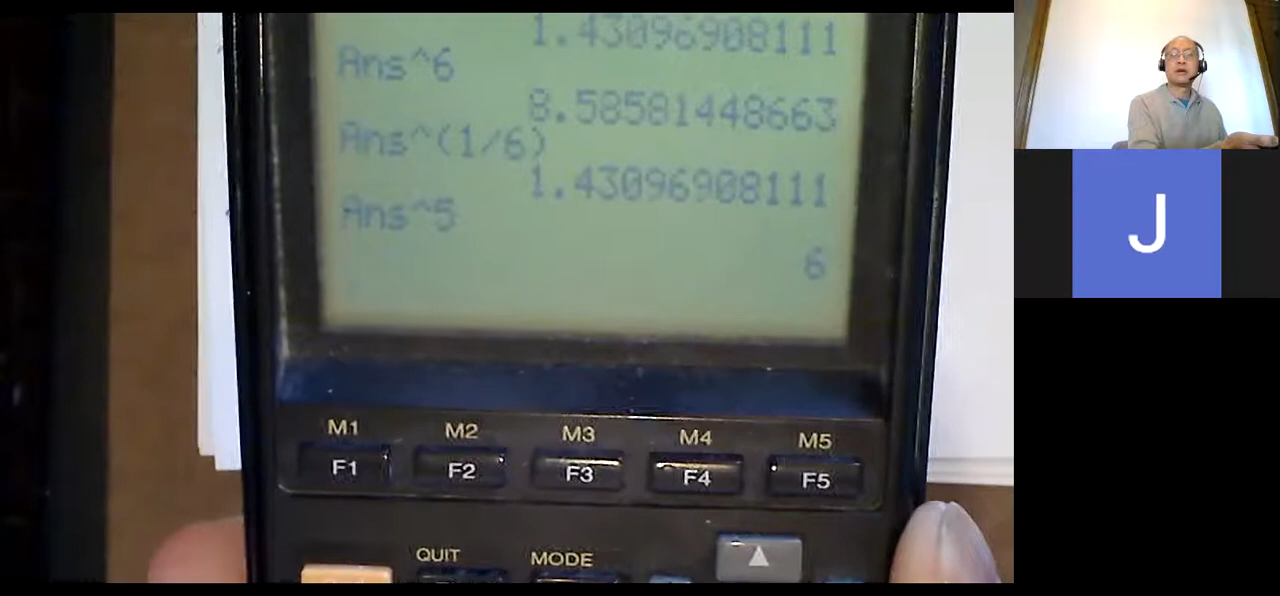 1.43096908111
Ans^6
8.58581448663
Ans^(1/6)
1.43096908111
Ans^5
6
M1 M2 M3 M4 M5
F1 F2 F3 F4 F5
QUIT MODE
J